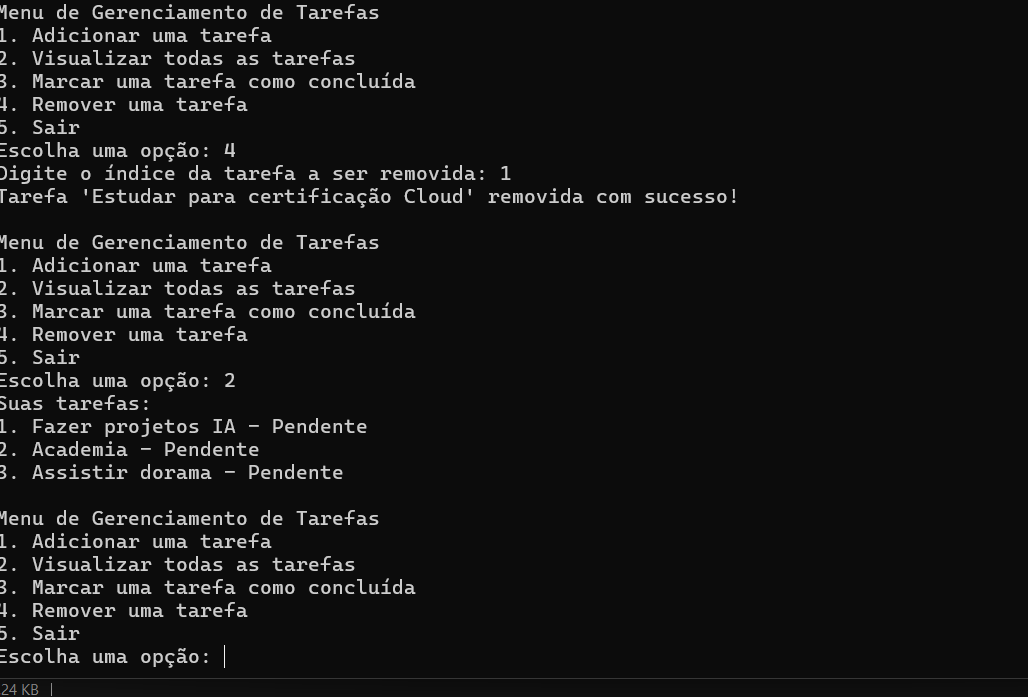 Menu de Gerenciamento de Tarefas
1. Adicionar uma tarefa
2. Visualizar todas as tarefas
3. Marcar uma tarefa como concluída
4. Remover uma tarefa
5. Sair
Escolha uma opção: 4
Digite o índice da tarefa a ser removida: 1
Tarefa 'Estudar para certificação Cloud' removida com sucesso!
Menu de Gerenciamento de Tarefas
1. Adicionar uma tarefa
2. Visualizar todas as tarefas
3. Marcar uma tarefa como concluída
4. Remover uma tarefa
5. Sair
Escolha uma opção: 2
Suas tarefas:
1. Fazer projetos IA - Pendente
2. Academia - Pendente
3. Assistir dorama - Pendente
Menu de Gerenciamento de Tarefas
1. Adicionar uma tarefa
2. Visualizar todas as tarefas
3. Marcar uma tarefa como concluída
4. Remover uma tarefa
5. Sair
Escolha uma opção:
24 KB